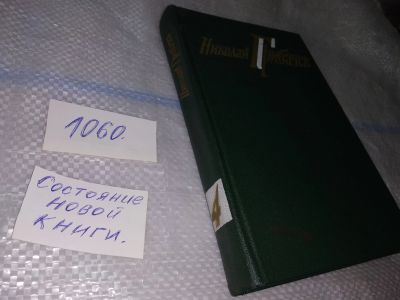 1060.
Состояние
новой
книги.
Николай Грибачев
4